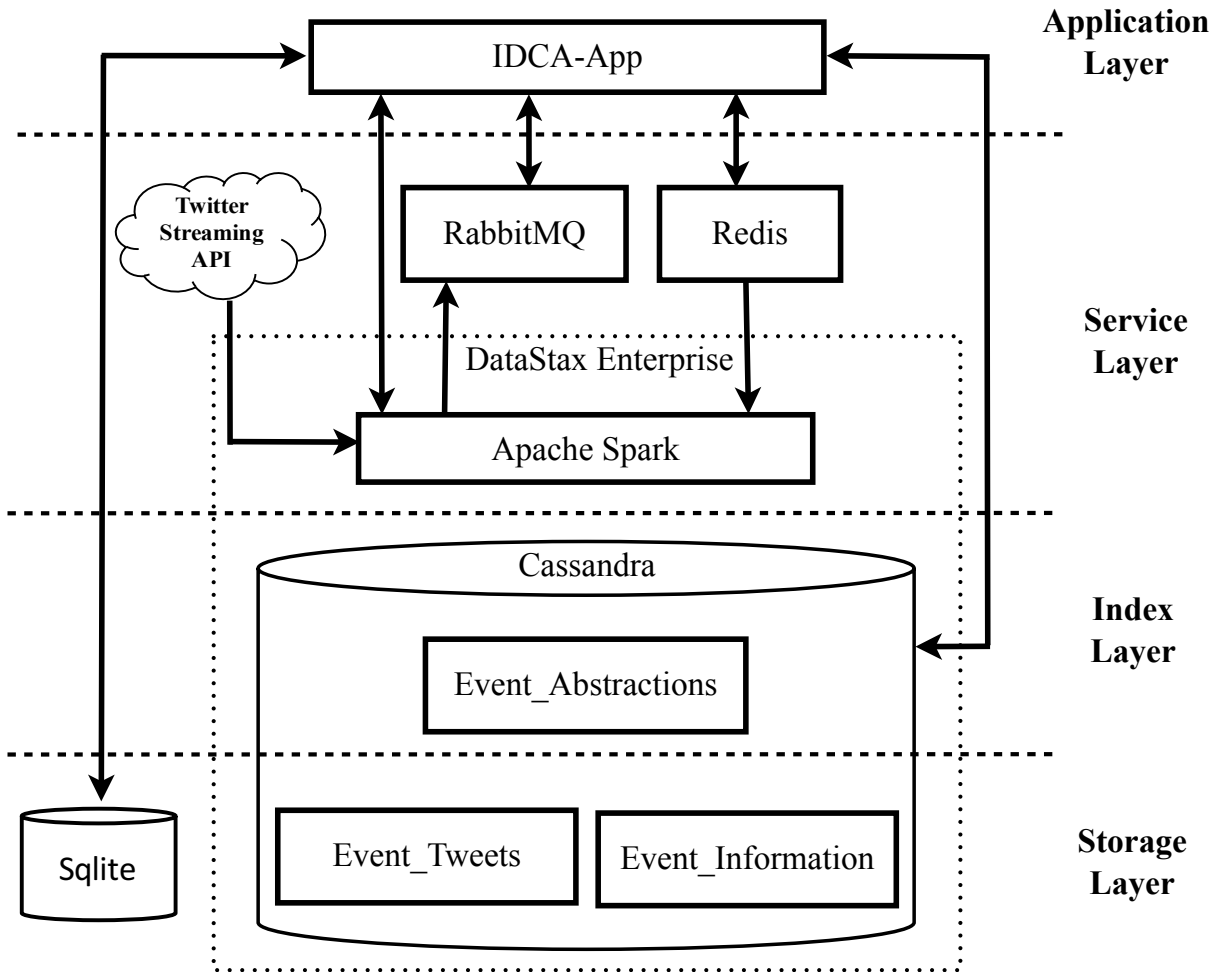 Application
Layer
IDCA-App
Twitter
Streaming
API
RabbitMQ
Redis
Service
Layer
DataStax Enterprise
Apache Spark
Cassandra
Index
Layer
Event_Abstractions
Sqlite
Event_Tweets
Event_Information
Storage
Layer